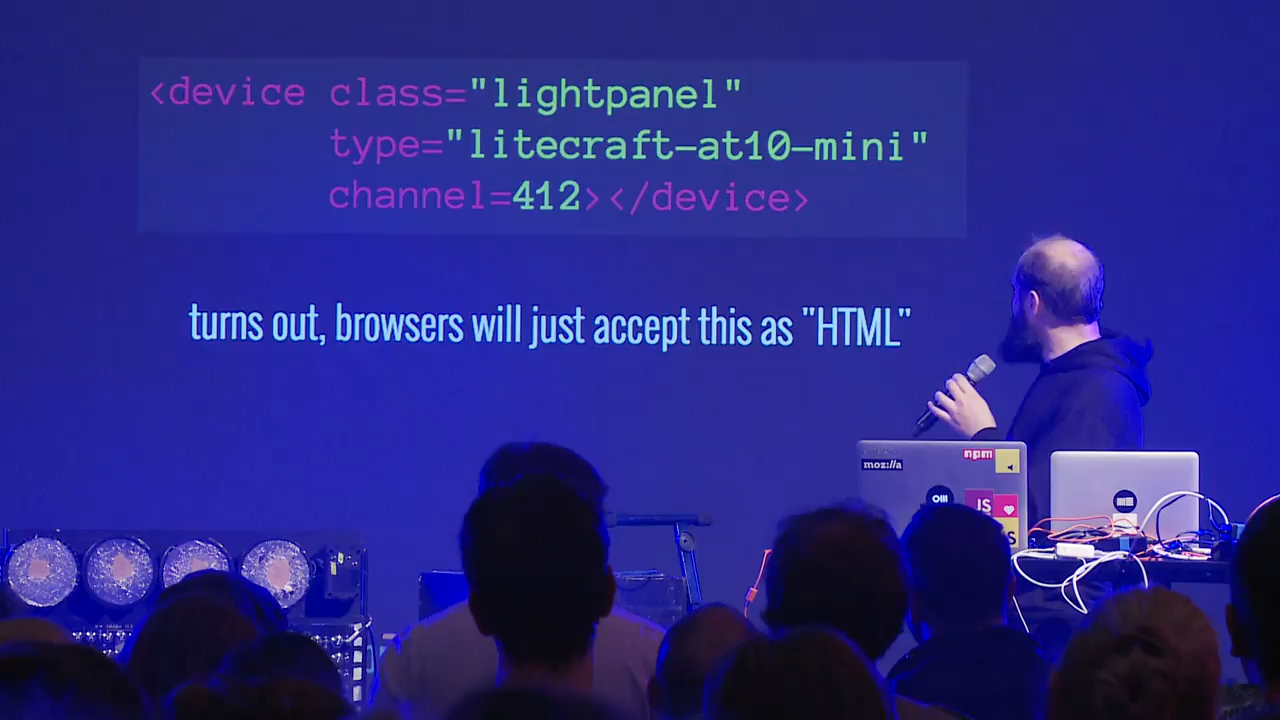 <device class="lightpanel"
type="litecraft-at10-mini"
channel=412></device>
turns out, browsers will just accept this as "HTML"
npm
moz://a
JS